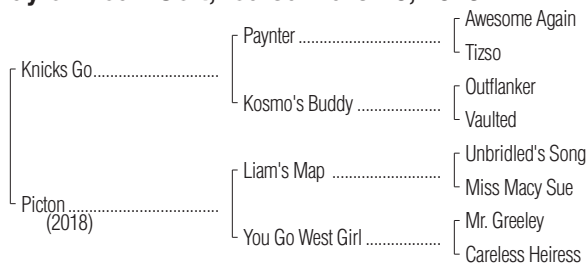 Paynter
Awesome Again
Tizso
Knicks Go
Kosmo's Buddy
Outflanker
Vaulted
Liam's Map
Unbridled's Song
Miss Macy Sue
Picton
(2018)
You Go West Girl
Mr. Greeley
Careless Heiress